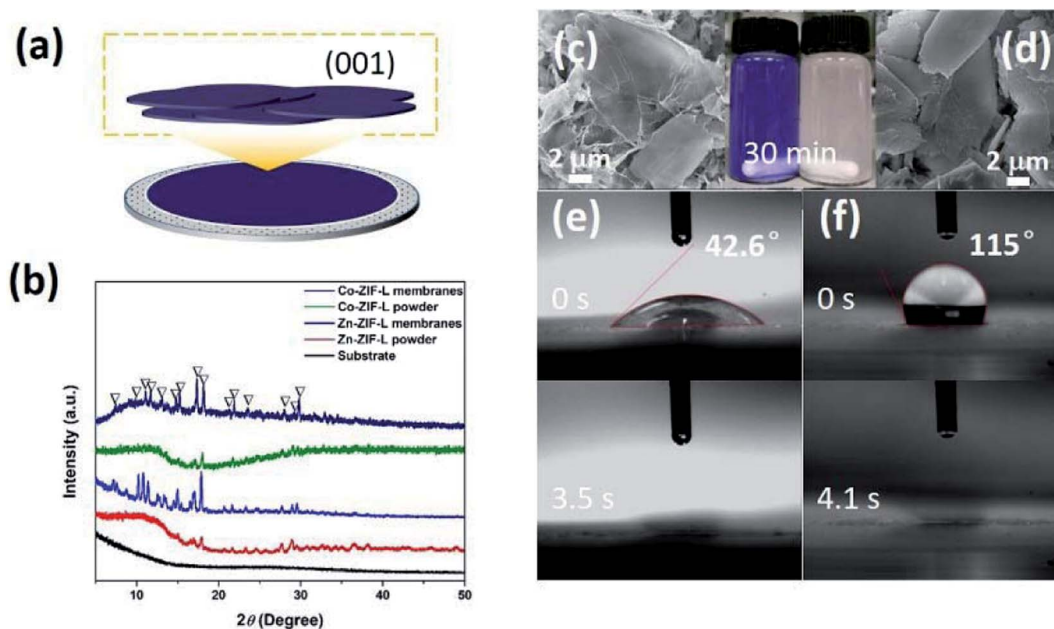 (a)
(001)
(b)
Co-ZIF-L membranes
Co-ZIF-L powder
Zn-ZIF-L membranes
Zn-ZIF-L powder
Substrate
Intensity (a.u.)
10
20
30
40
50
2θ (Degree)
(c)
(d)
30 min
2 μm
2 μm
(e)
42.6°
0 s
3.5 s
(f)
115°
0 s
4.1 s